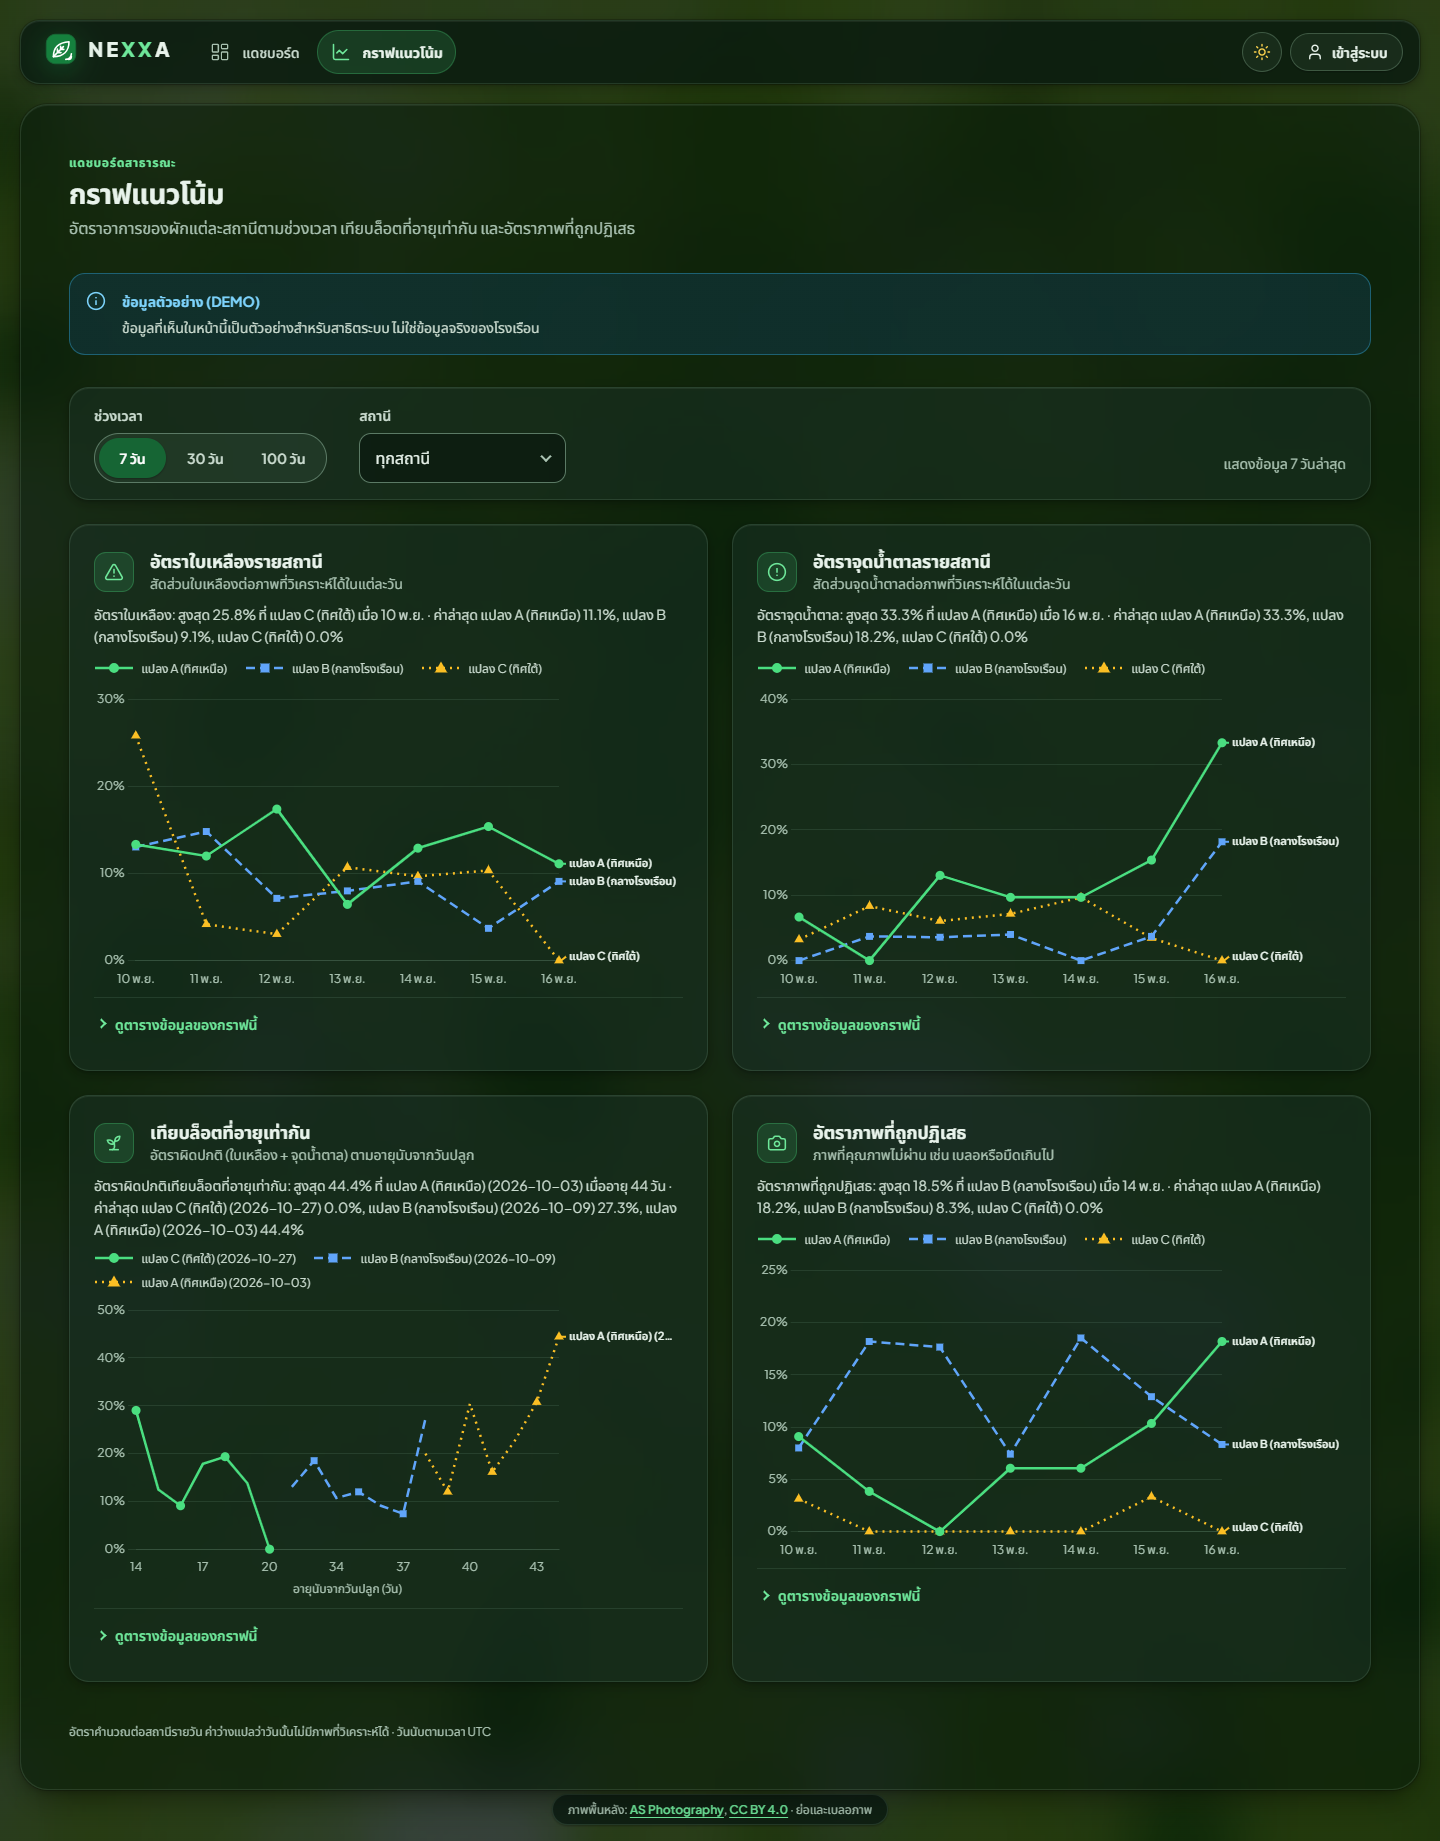 NEXXA
แดชบอร์ด
กราฟแนวโน้ม
เข้าสู่ระบบ
แดชบอร์ดสาธารณะ
กราฟแนวโน้ม
อัตราอาการของผักแต่ละสถานีตามช่วงเวลา เทียบล็อตที่อายุเท่ากัน และอัตราภาพที่ถูกปฏิเสธ
ข้อมูลตัวอย่าง (DEMO)
ข้อมูลที่เห็นในหน้านี้เป็นตัวอย่างสำหรับสาธิตระบบ ไม่ใช่ข้อมูลจริงของโรงเรือน
ช่วงเวลา
7 วัน
30 วัน
100 วัน
สถานี
ทุกสถานี
แสดงข้อมูล 7 วันล่าสุด
อัตราใบเหลืองรายสถานี
สัดส่วนใบเหลืองต่อภาพที่วิเคราะห์ได้ในแต่ละวัน
อัตราใบเหลือง: สูงสุด 25.8% ที่ แปลง C (ทิศใต้) เมื่อ 10 พ.ย. · ค่าล่าสุด แปลง A (ทิศเหนือ) 11.1%, แปลง B
(กลางโรงเรือน) 9.1%, แปลง C (ทิศใต้) 0.0%
แปลง A (ทิศเหนือ)
แปลง B (กลางโรงเรือน)
แปลง C (ทิศใต้)
30%
20%
10%
0%
แปลง A (ทิศเหนือ)
แปลง B (กลางโรงเรือน)
แปลง C (ทิศใต้)
10 พ.ย.
11 พ.ย.
12 พ.ย.
13 พ.ย.
14 พ.ย.
15 พ.ย.
16 พ.ย.
ดูตารางข้อมูลของกราฟนี้
อัตราจุดน้ำตาลรายสถานี
สัดส่วนจุดน้ำตาลต่อภาพที่วิเคราะห์ได้ในแต่ละวัน
อัตราจุดน้ำตาล: สูงสุด 33.3% ที่ แปลง A (ทิศเหนือ) เมื่อ 16 พ.ย. · ค่าล่าสุด แปลง A (ทิศเหนือ) 33.3%, แปลง
B (กลางโรงเรือน) 18.2%, แปลง C (ทิศใต้) 0.0%
แปลง A (ทิศเหนือ)
แปลง B (กลางโรงเรือน)
แปลง C (ทิศใต้)
40%
30%
20%
10%
0%
แปลง A (ทิศเหนือ)
แปลง B (กลางโรงเรือน)
แปลง C (ทิศใต้)
10 พ.ย.
11 พ.ย.
12 พ.ย.
13 พ.ย.
14 พ.ย.
15 พ.ย.
16 พ.ย.
ดูตารางข้อมูลของกราฟนี้
เทียบล็อตที่อายุเท่ากัน
อัตราผิดปกติ (ใบเหลือง + จุดน้ำตาล) ตามอายุนับจากวันปลูก
อัตราผิดปกติเทียบล็อตที่อายุเท่ากัน: สูงสุด 44.4% ที่ แปลง A (ทิศเหนือ) (2026-10-03) เมื่ออายุ 44 วัน ·
ค่าล่าสุด แปลง C (ทิศใต้) (2026-10-27) 0.0%, แปลง B (กลางโรงเรือน) (2026-10-09) 27.3%, แปลง
A (ทิศเหนือ) (2026-10-03) 44.4%
แปลง C (ทิศใต้) (2026-10-27)
แปลง B (กลางโรงเรือน) (2026-10-09)
แปลง A (ทิศเหนือ) (2026-10-03)
50%
40%
30%
20%
10%
0%
แปลง A (ทิศเหนือ) (2...
14
17
20
34
37
40
43
อายุนับจากวันปลูก (วัน)
ดูตารางข้อมูลของกราฟนี้
อัตราภาพที่ถูกปฏิเสธ
ภาพที่คุณภาพไม่ผ่าน เช่น เบลอหรือมืดเกินไป
อัตราภาพที่ถูกปฏิเสธ: สูงสุด 18.5% ที่ แปลง B (กลางโรงเรือน) เมื่อ 14 พ.ย. · ค่าล่าสุด แปลง A (ทิศเหนือ)
18.2%, แปลง B (กลางโรงเรือน) 8.3%, แปลง C (ทิศใต้) 0.0%
แปลง A (ทิศเหนือ)
แปลง B (กลางโรงเรือน)
แปลง C (ทิศใต้)
25%
20%
15%
10%
5%
0%
แปลง A (ทิศเหนือ)
แปลง B (กลางโรงเรือน)
แปลง C (ทิศใต้)
10 พ.ย.
11 พ.ย.
12 พ.ย.
13 พ.ย.
14 พ.ย.
15 พ.ย.
16 พ.ย.
ดูตารางข้อมูลของกราฟนี้
อัตราคำนวณต่อสถานีรายวัน ค่าว่างแปลว่าวันนั้นไม่มีภาพที่วิเคราะห์ได้ · วันนับตามเวลา UTC
ภาพพื้นหลัง: AS Photography, CC BY 4.0 · ย่อและเบลอภาพ